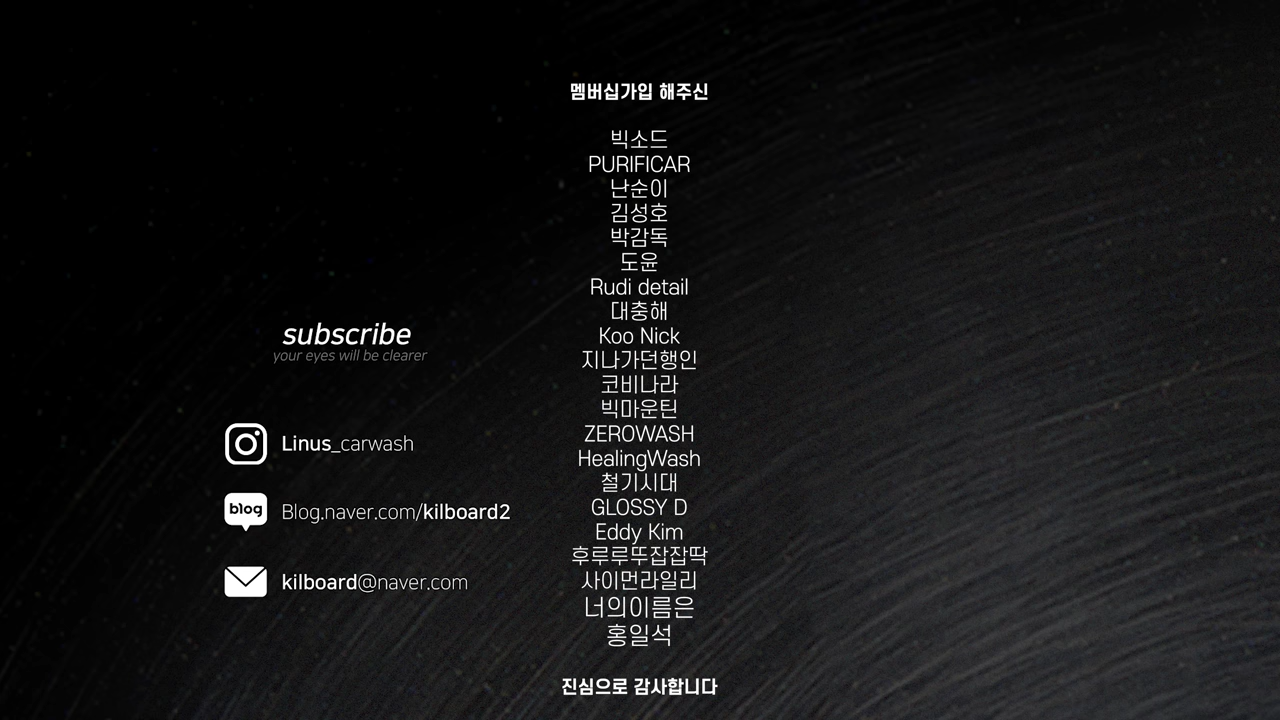 멤버십가입 해주신
빅소드
PURIFICAR
난순이
김성호
박감독
도윤
Rudi detail
대충해
Koo Nick
지나가던행인
코비나라
빅마운틴
ZEROWASH
HealingWash
철기시대
GLOSSY D
Eddy Kim
후루루뚜잡잡딱
사이먼라일리
너의이름은
홍일석
진심으로 감사합니다
subscribe
your eyes will be clearer
Linus_carwash
blog
Blog.naver.com/kilboard2
kilboard@naver.com